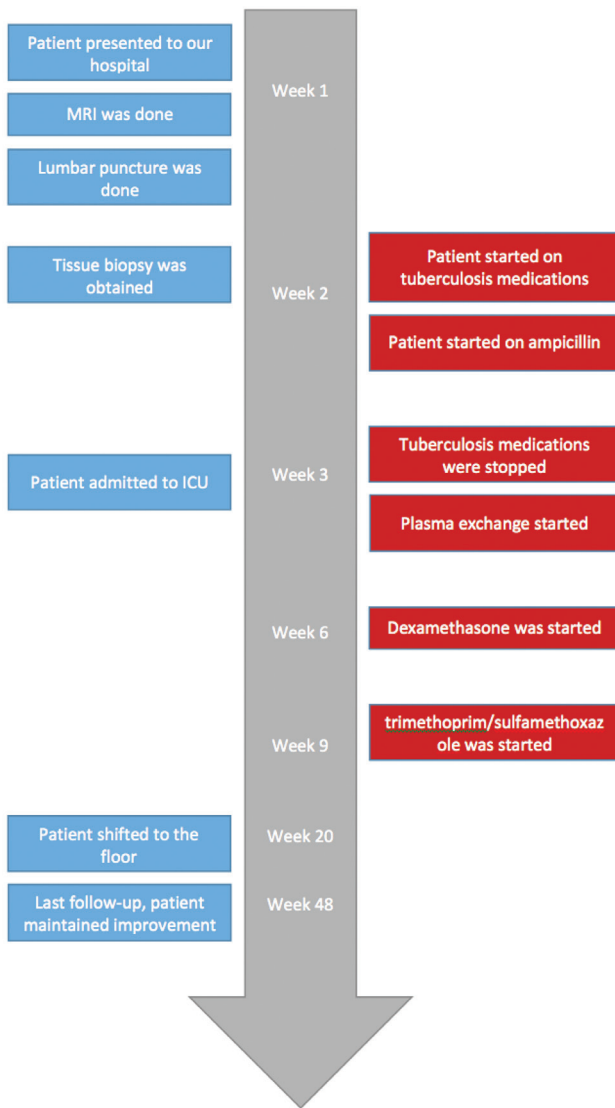 Patient presented to our
hospital
Week 1
MRI was done
Lumbar puncture was
done
Tissue biopsy was
obtained
Week 2
Patient started on
tuberculosis medications
Patient started on ampicillin
Patient admitted to ICU
Week 3
Tuberculosis medications
were stopped
Plasma exchange started
Week 6
Dexamethasone was started
Week 9
trimethoprim/sulfamethoxaz
ole was started
Patient shifted to the
floor
Week 20
Last follow-up, patient
maintained improvement
Week 48